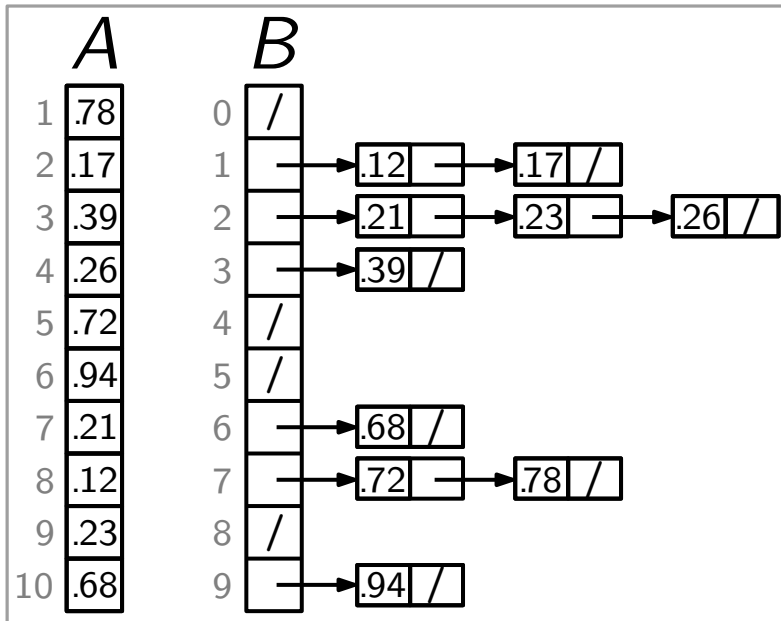 A B
1 .78 0 /
2 .17 1 .12 .17 /
3 .39 2 .21 .23 .26 /
4 .26 3 .39 /
5 .72 4 /
6 .94 5 /
7 .21 6 .68 /
8 .12 7 .72 .78 /
9 .23 8 /
10 .68 9 .94 /